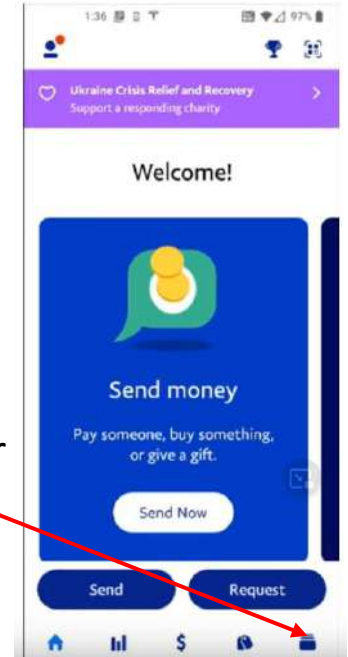 1:36
97%
Ukraine Crisis Relief and Recovery
Support a responding charity
Welcome!
Send money
Pay someone, buy something,
or give a gift.
r
Send Now
Send
Request
$